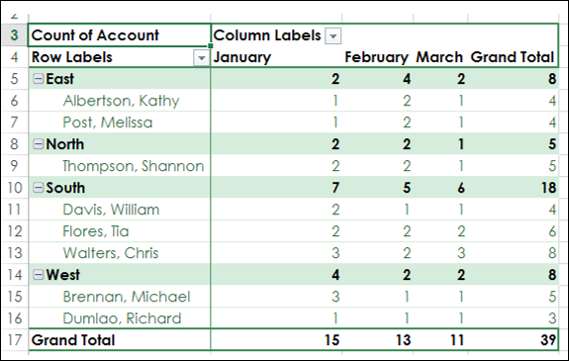 2
3 Count of Account Column Labels
4 Row Labels January February March Grand Total
5 East 2 4 2 8
6 Albertson, Kathy 1 2 1 4
7 Post, Melissa 1 2 1 4
8 North 2 2 1 5
9 Thompson, Shannon 2 2 1 5
10 South 7 5 6 18
11 Davis, William 2 1 1 4
12 Flores, Tia 2 2 2 6
13 Walters, Chris 3 2 3 8
14 West 4 2 2 8
15 Brennan, Michael 3 1 1 5
16 Dumlao, Richard 1 1 1 3
17 Grand Total 15 13 11 39